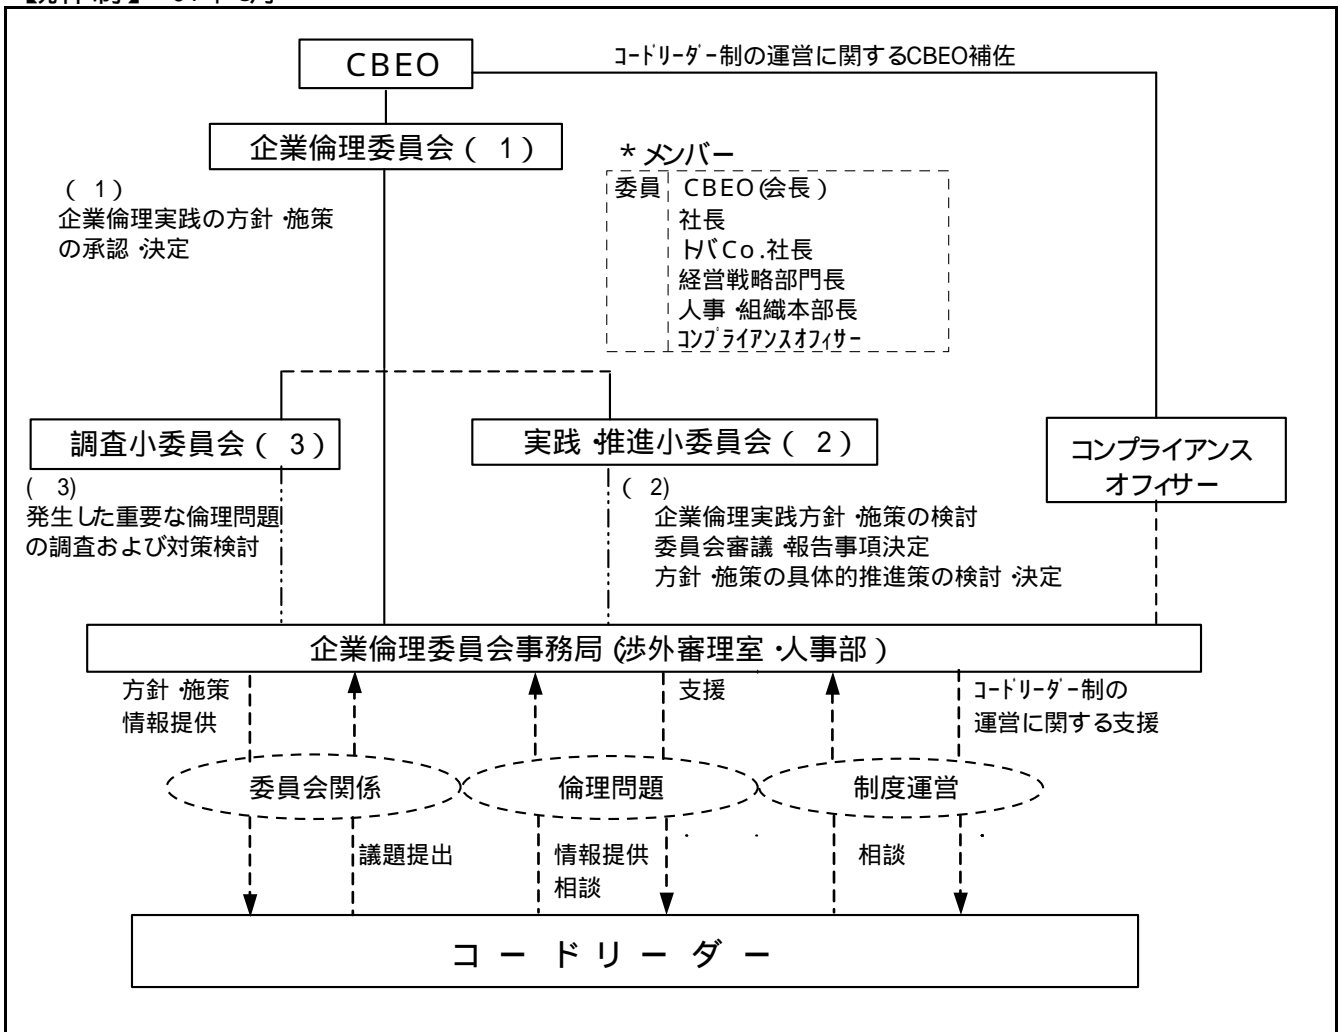 CBEO
コードリーダー制の運営に関するCBEO補佐
企業倫理委員会( 1)
( 1)
企業倫理実践の方針・施策
の承認・決定
*メンバー
委員 CBEO(会長)
社長
トバCo.社長
経営戦略部門長
人事・組織本部長
コンプライアンスオフィサー
調査小委員会( 3)
( 3)
発生した重要な倫理問題
の調査および対策検討
実践・推進小委員会( 2)
( 2)
企業倫理実践方針・施策の検討
委員会審議・報告事項決定
方針・施策の具体的推進策の検討・決定
コンプライアンス
オフィサー
企業倫理委員会事務局(渉外審理室・人事部)
方針・施策
情報提供
支援
コードリーダー制の
運営に関する支援
委員会関係
倫理問題
制度運営
議題提出
情報提供
相談
相談
コードリーダー